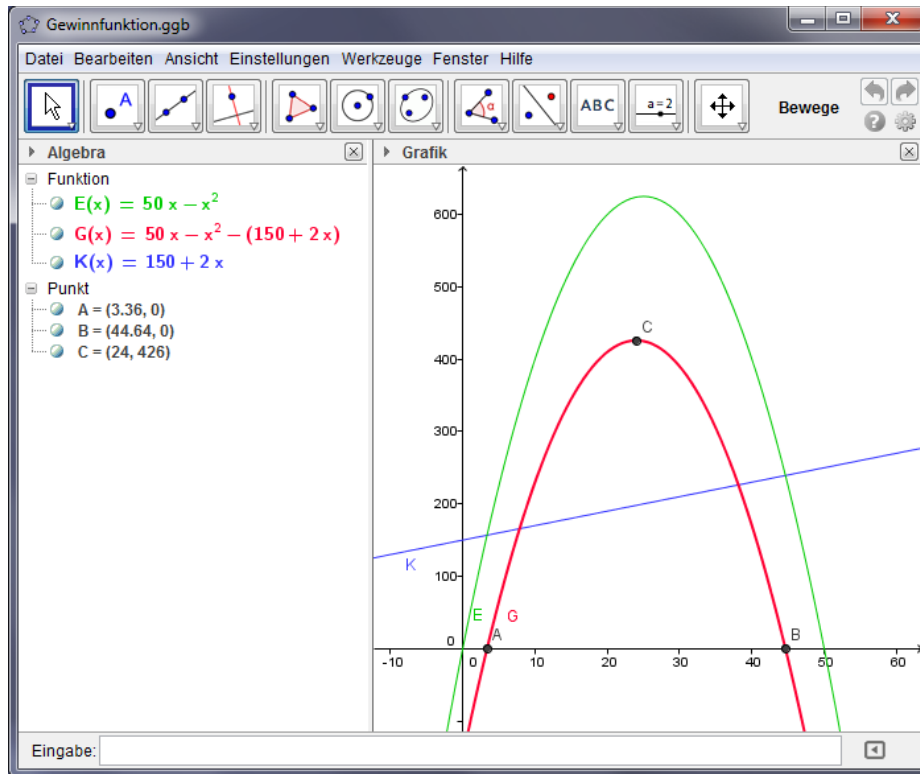 Gewinnfunktion.ggb
Datei Bearbeiten Ansicht Einstellungen Werkzeuge Fenster Hilfe
A α ABC a=2 Bewege
Algebra
Funktion
E(x) = 50 x − x²
G(x) = 50 x − x² − (150 + 2 x)
K(x) = 150 + 2 x
Punkt
A = (3.36, 0)
B = (44.64, 0)
C = (24, 426)
Grafik
600
500
400
300
200
100
0
-10 0 10 20 30 40 50 60
C
K
E G A B
Eingabe: